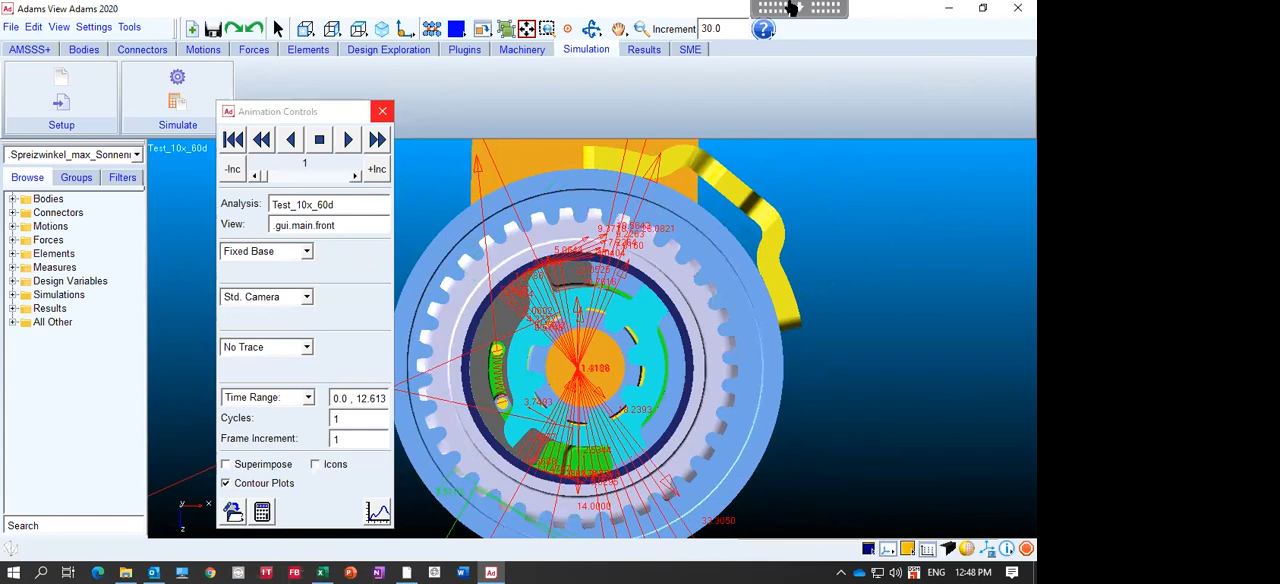 Adams View Adams 2020
File Edit View Settings Tools
Increment 30.0
AMSSS+ Bodies Connectors Motions Forces Elements Design Exploration Plugins Machinery Simulation Results SME
Setup
Simulate
Ad Animation Controls
1
-Inc
+Inc
Analysis: Test_10x_60d
View: .gui.main.front
Fixed Base
Std. Camera
No Trace
Time Range: 0.0 , 12.613
Cycles: 1
Frame Increment: 1
Superimpose
Icons
Contour Plots
.Spreizwinkel_max_Sonnen
Browse Groups Filters
Bodies
Connectors
Motions
Forces
Elements
Measures
Design Variables
Simulations
Results
All Other
Search
Test_10x_60d
14.0000
y x
z
ENG 12:48 PM